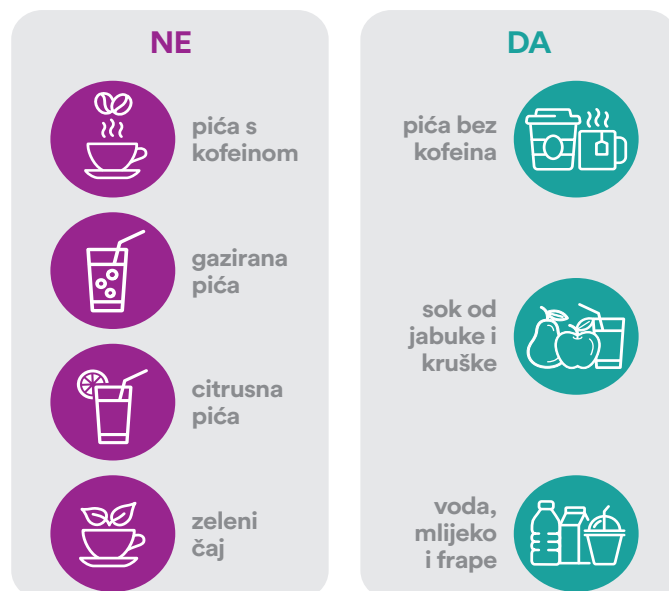 NE
pića s
kofeinom
gazirana
pića
citrusna
pića
zeleni
čaj
DA
pića bez
kofeina
sok od
jabuke i
kruške
voda,
mlijeko
i frape